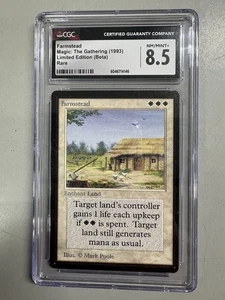 CGC
CERTIFIED GUARANTY COMPANY
Farmstead
Magic: The Gathering (1993)
Limited Edition (Beta)
Rare
NM/MINT+
8.5
Farmstead
Enchant Land
Target land's controller
gains 1 life each upkeep
if is spent. Target
land still generates
mana as usual.
Illus. © Mark Poole